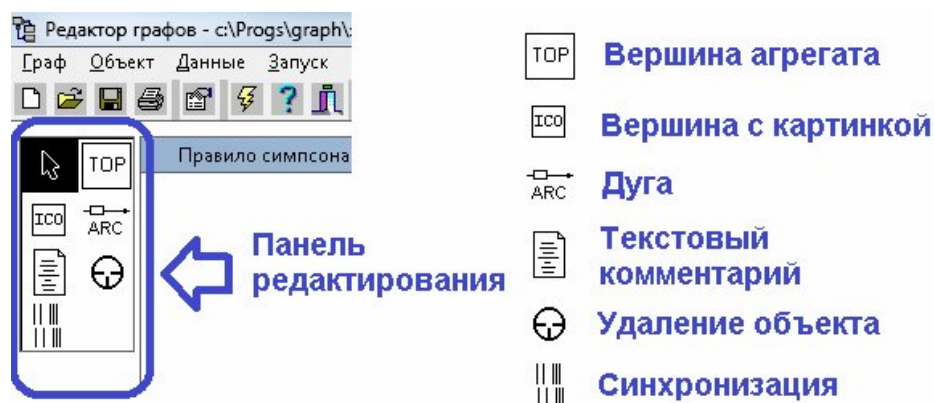 Редактор графов - c:\Progs\graph\
Граф Объект Данные Запуск
TOP
Правило симпсона
ICO
ARC
Панель
редактирования
TOP Вершина агрегата
ICO Вершина с картинкой
ARC Дуга
Текстовый
комментарий
Удаление объекта
Синхронизация